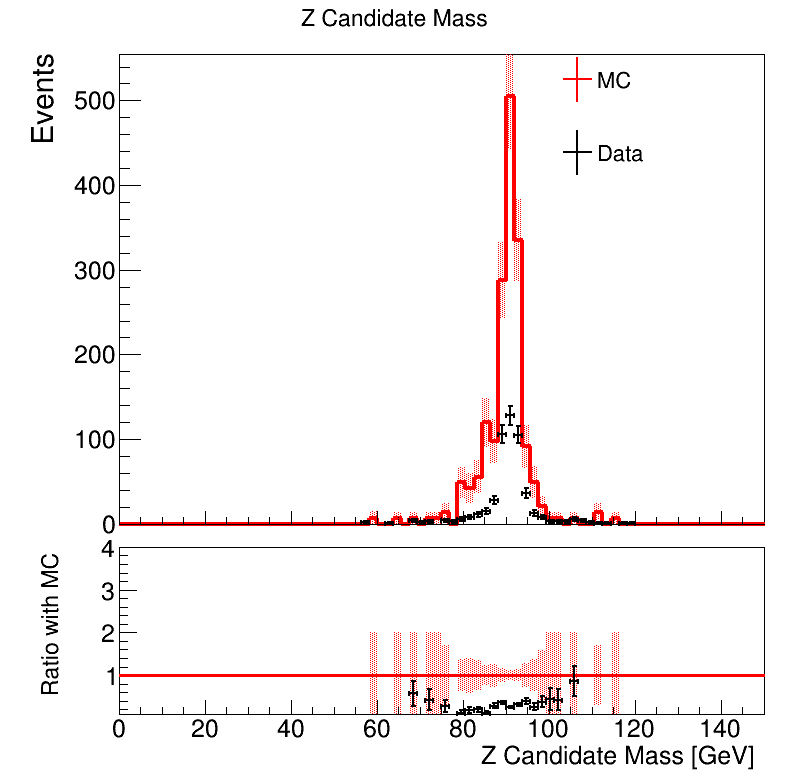 Z Candidate Mass
Events
500
400
300
200
100
0
MC
Data
Ratio with MC
4
3
2
1
0 20 40 60 80 100 120 140
Z Candidate Mass [GeV]